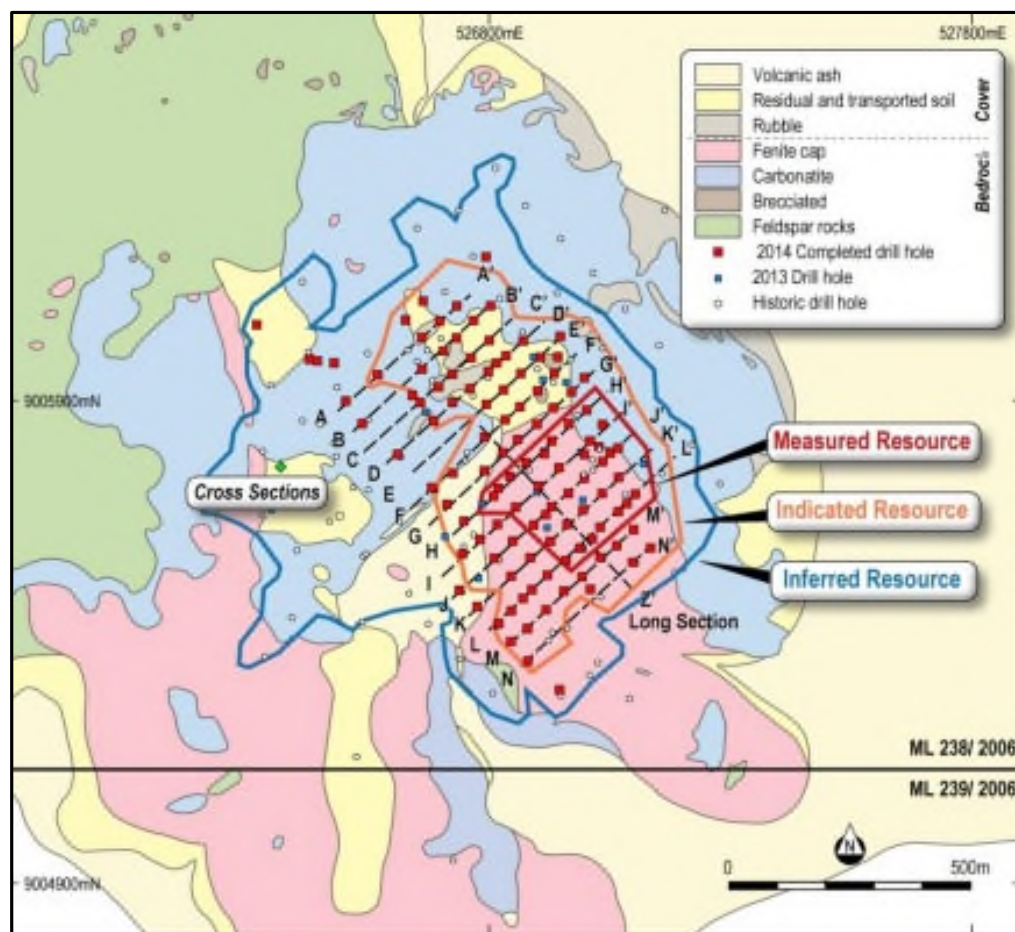 526800mE
527800mE
Volcanic ash
Residual and transported soil
Rubble
Cover
Fenite cap
Carbonatite
Brecciated
Feldspar rocks
2014 Completed drill hole
2013 Drill hole
Historic drill hole
A'
B'
C'
D'
E'
F'
G'
H'
I'
J'
K'
L'
M'
N'
Z'
9005900mN
A
B
C
D
E
F
G
H
I
J
K
L
M
N
Cross Sections
Measured Resource
Indicated Resource
Inferred Resource
Long Section
ML 238/ 2006
ML 239/ 2006
N
0
500m
9004900mN